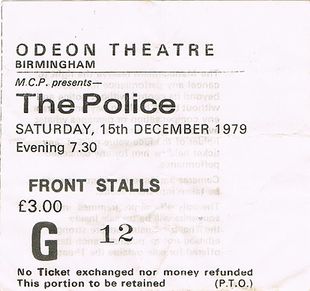 ODEON THEATRE
BIRMINGHAM
M.C.P. presents—
The Police
SATURDAY, 15th DECEMBER 1979
Evening 7.30
FRONT STALLS
£3.00
G 12
No Ticket exchanged nor money refunded
This portion to be retained (P.T.O.)